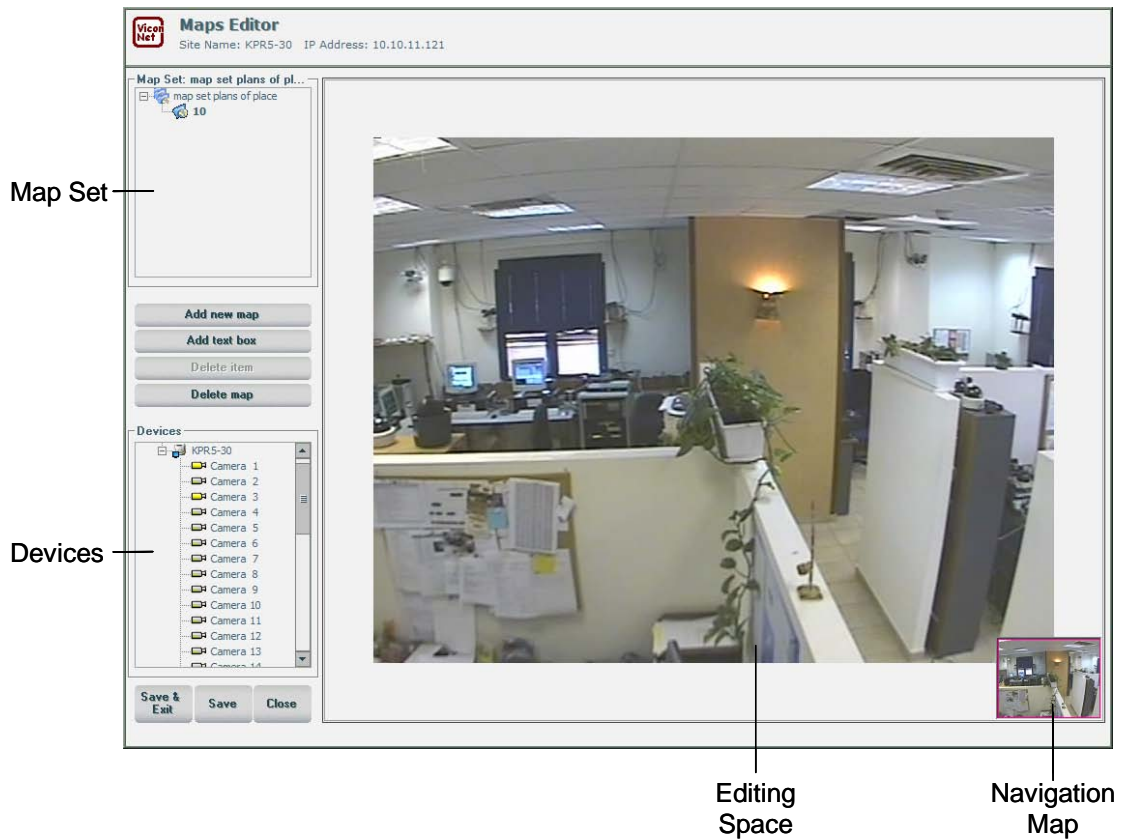 Vicon
Net
Maps Editor
Site Name: KPR5-30 IP Address: 10.10.11.121
Map Set: map set plans of pl...
map set plans of place
10
Map Set
Add new map
Add text box
Delete item
Delete map
Devices
KPR5-30
Camera 1
Camera 2
Camera 3
Camera 4
Camera 5
Camera 6
Devices
Camera 7
Camera 8
Camera 9
Camera 10
Camera 11
Camera 12
Camera 13
Camera 14
Save &
Exit
Save
Close
Editing
Space
Navigation
Map